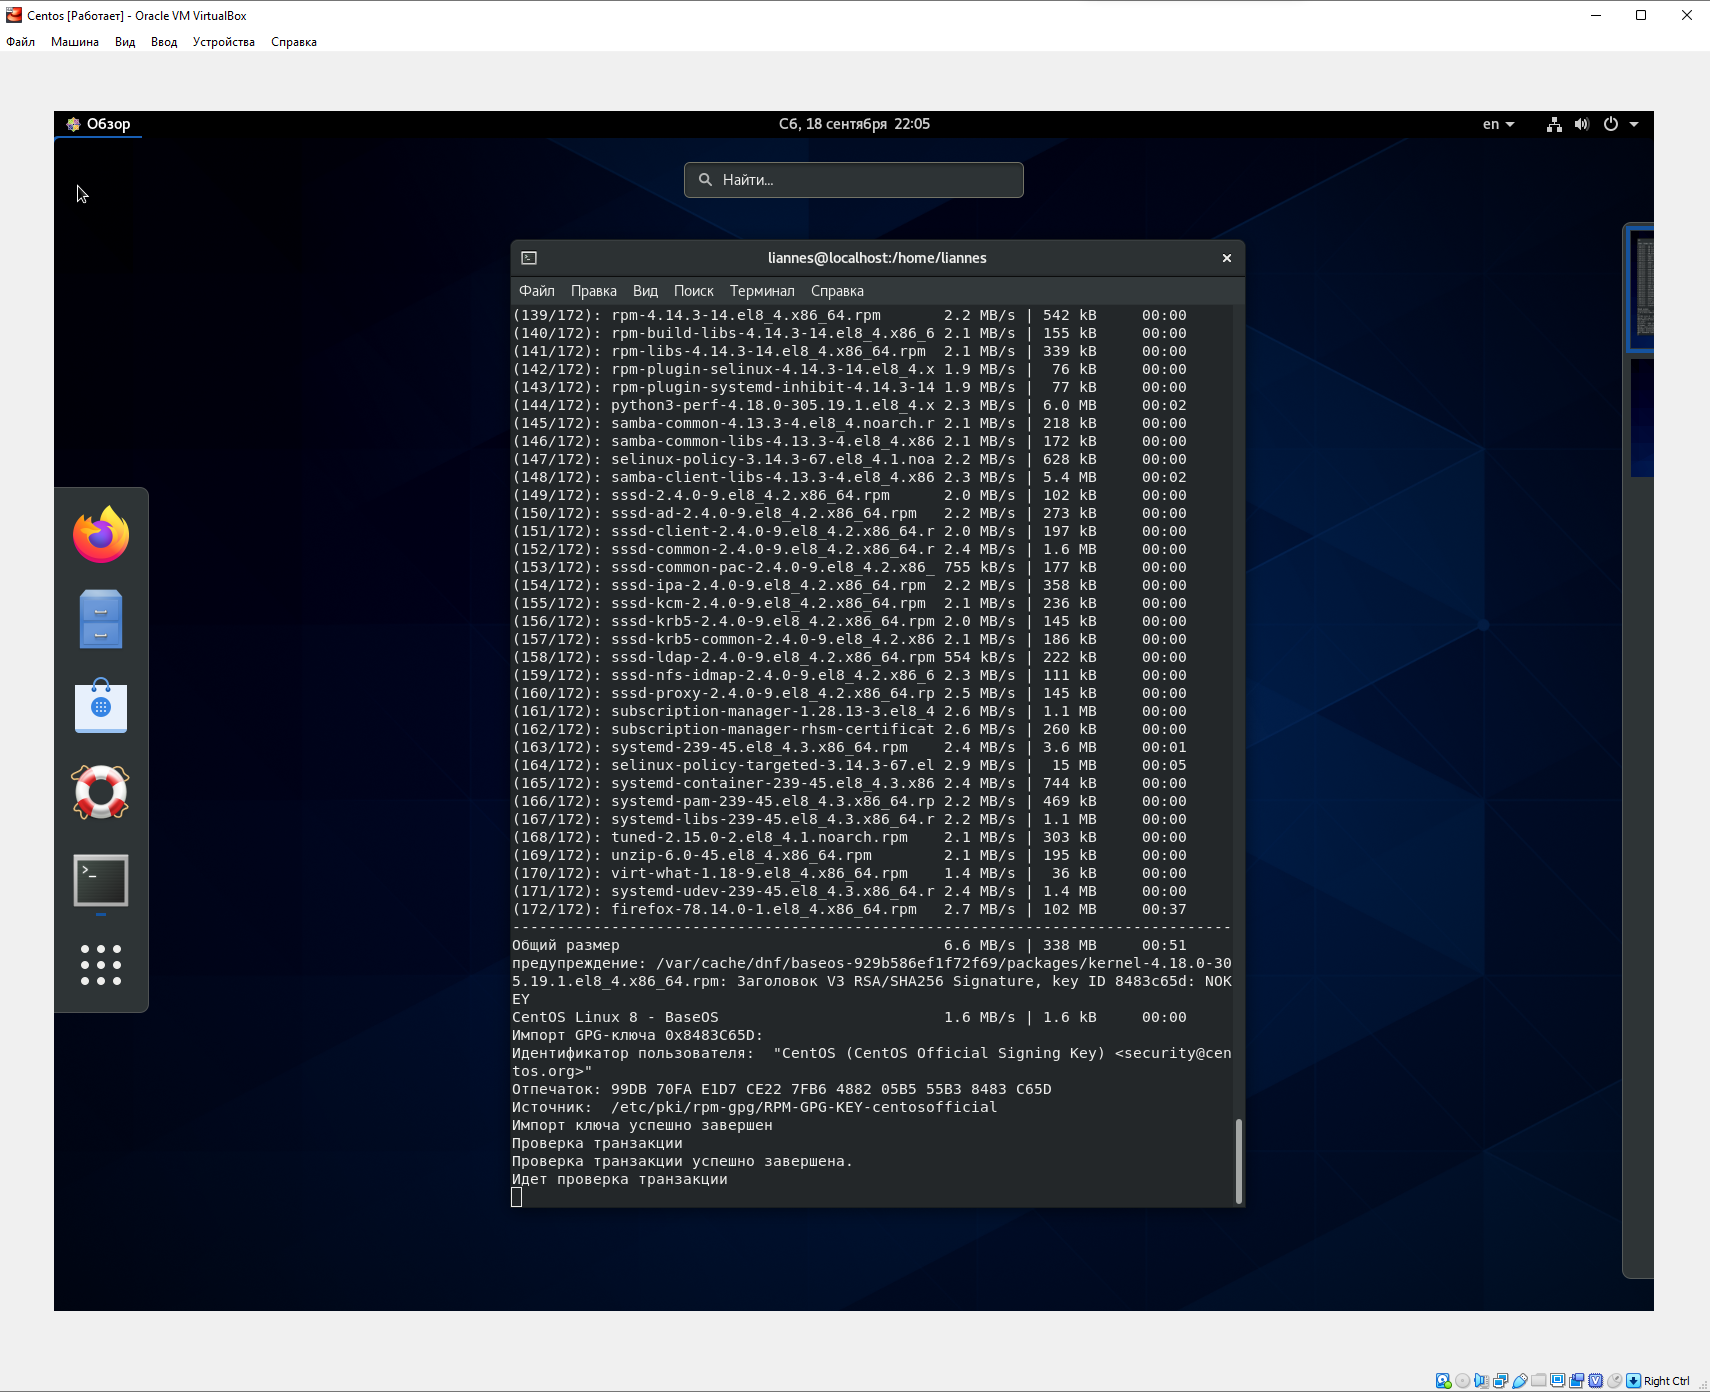 Centos [Работает] - Oracle VM VirtualBox
Файл Машина Вид Ввод Устройства Справка
Обзор
Сб, 18 сентября 22:05
en
Найти...
liannes@localhost:/home/liannes
Файл Правка Вид Поиск Терминал Справка
(139/172): rpm-4.14.3-14.el8_4.x86_64.rpm 2.2 MB/s | 542 kB 00:00
(140/172): rpm-build-libs-4.14.3-14.el8_4.x86_6 2.1 MB/s | 155 kB 00:00
(141/172): rpm-libs-4.14.3-14.el8_4.x86_64.rpm 2.1 MB/s | 339 kB 00:00
(142/172): rpm-plugin-selinux-4.14.3-14.el8_4.x 1.9 MB/s | 76 kB 00:00
(143/172): rpm-plugin-systemd-inhibit-4.14.3-14 1.9 MB/s | 77 kB 00:00
(144/172): python3-perf-4.18.0-305.19.1.el8_4.x 2.3 MB/s | 6.0 MB 00:02
(145/172): samba-common-4.13.3-4.el8_4.noarch.r 2.1 MB/s | 218 kB 00:00
(146/172): samba-common-libs-4.13.3-4.el8_4.x86 2.1 MB/s | 172 kB 00:00
(147/172): selinux-policy-3.14.3-67.el8_4.1.noa 2.2 MB/s | 628 kB 00:00
(148/172): samba-client-libs-4.13.3-4.el8_4.x86 2.3 MB/s | 5.4 MB 00:02
(149/172): sssd-2.4.0-9.el8_4.2.x86_64.rpm 2.0 MB/s | 102 kB 00:00
(150/172): sssd-ad-2.4.0-9.el8_4.2.x86_64.rpm 2.2 MB/s | 273 kB 00:00
(151/172): sssd-client-2.4.0-9.el8_4.2.x86_64.r 2.0 MB/s | 197 kB 00:00
(152/172): sssd-common-2.4.0-9.el8_4.2.x86_64.r 2.4 MB/s | 1.6 MB 00:00
(153/172): sssd-common-pac-2.4.0-9.el8_4.2.x86_ 755 kB/s | 177 kB 00:00
(154/172): sssd-ipa-2.4.0-9.el8_4.2.x86_64.rpm 2.2 MB/s | 358 kB 00:00
(155/172): sssd-kcm-2.4.0-9.el8_4.2.x86_64.rpm 2.1 MB/s | 236 kB 00:00
(156/172): sssd-krb5-2.4.0-9.el8_4.2.x86_64.rpm 2.0 MB/s | 145 kB 00:00
(157/172): sssd-krb5-common-2.4.0-9.el8_4.2.x86 2.1 MB/s | 186 kB 00:00
(158/172): sssd-ldap-2.4.0-9.el8_4.2.x86_64.rpm 554 kB/s | 222 kB 00:00
(159/172): sssd-nfs-idmap-2.4.0-9.el8_4.2.x86_6 2.3 MB/s | 111 kB 00:00
(160/172): sssd-proxy-2.4.0-9.el8_4.2.x86_64.rp 2.5 MB/s | 145 kB 00:00
(161/172): subscription-manager-1.28.13-3.el8_4 2.6 MB/s | 1.1 MB 00:00
(162/172): subscription-manager-rhsm-certificat 2.6 MB/s | 260 kB 00:00
(163/172): systemd-239-45.el8_4.3.x86_64.rpm 2.4 MB/s | 3.6 MB 00:01
(164/172): selinux-policy-targeted-3.14.3-67.el 2.9 MB/s | 15 MB 00:05
(165/172): systemd-container-239-45.el8_4.3.x86 2.4 MB/s | 744 kB 00:00
(166/172): systemd-pam-239-45.el8_4.3.x86_64.rp 2.2 MB/s | 469 kB 00:00
(167/172): systemd-libs-239-45.el8_4.3.x86_64.r 2.2 MB/s | 1.1 MB 00:00
(168/172): tuned-2.15.0-2.el8_4.1.noarch.rpm 2.1 MB/s | 303 kB 00:00
(169/172): unzip-6.0-45.el8_4.x86_64.rpm 2.1 MB/s | 195 kB 00:00
(170/172): virt-what-1.18-9.el8_4.x86_64.rpm 1.4 MB/s | 36 kB 00:00
(171/172): systemd-udev-239-45.el8_4.3.x86_64.r 2.4 MB/s | 1.4 MB 00:00
(172/172): firefox-78.14.0-1.el8_4.x86_64.rpm 2.7 MB/s | 102 MB 00:37
--------------------------------------------------------------------------------
Общий размер 6.6 MB/s | 338 MB 00:51
предупреждение: /var/cache/dnf/baseos-929b586ef1f72f69/packages/kernel-4.18.0-30
5.19.1.el8_4.x86_64.rpm: Заголовок V3 RSA/SHA256 Signature, key ID 8483c65d: NOK
EY
CentOS Linux 8 - BaseOS 1.6 MB/s | 1.6 kB 00:00
Импорт GPG-ключа 0x8483C65D:
Идентификатор пользователя: "CentOS (CentOS Official Signing Key) <security@cen
tos.org>"
Отпечаток: 99DB 70FA E1D7 CE22 7FB6 4882 05B5 55B3 8483 C65D
Источник: /etc/pki/rpm-gpg/RPM-GPG-KEY-centosofficial
Импорт ключа успешно завершен
Проверка транзакции
Проверка транзакции успешно завершена.
Идет проверка транзакции
Right Ctrl